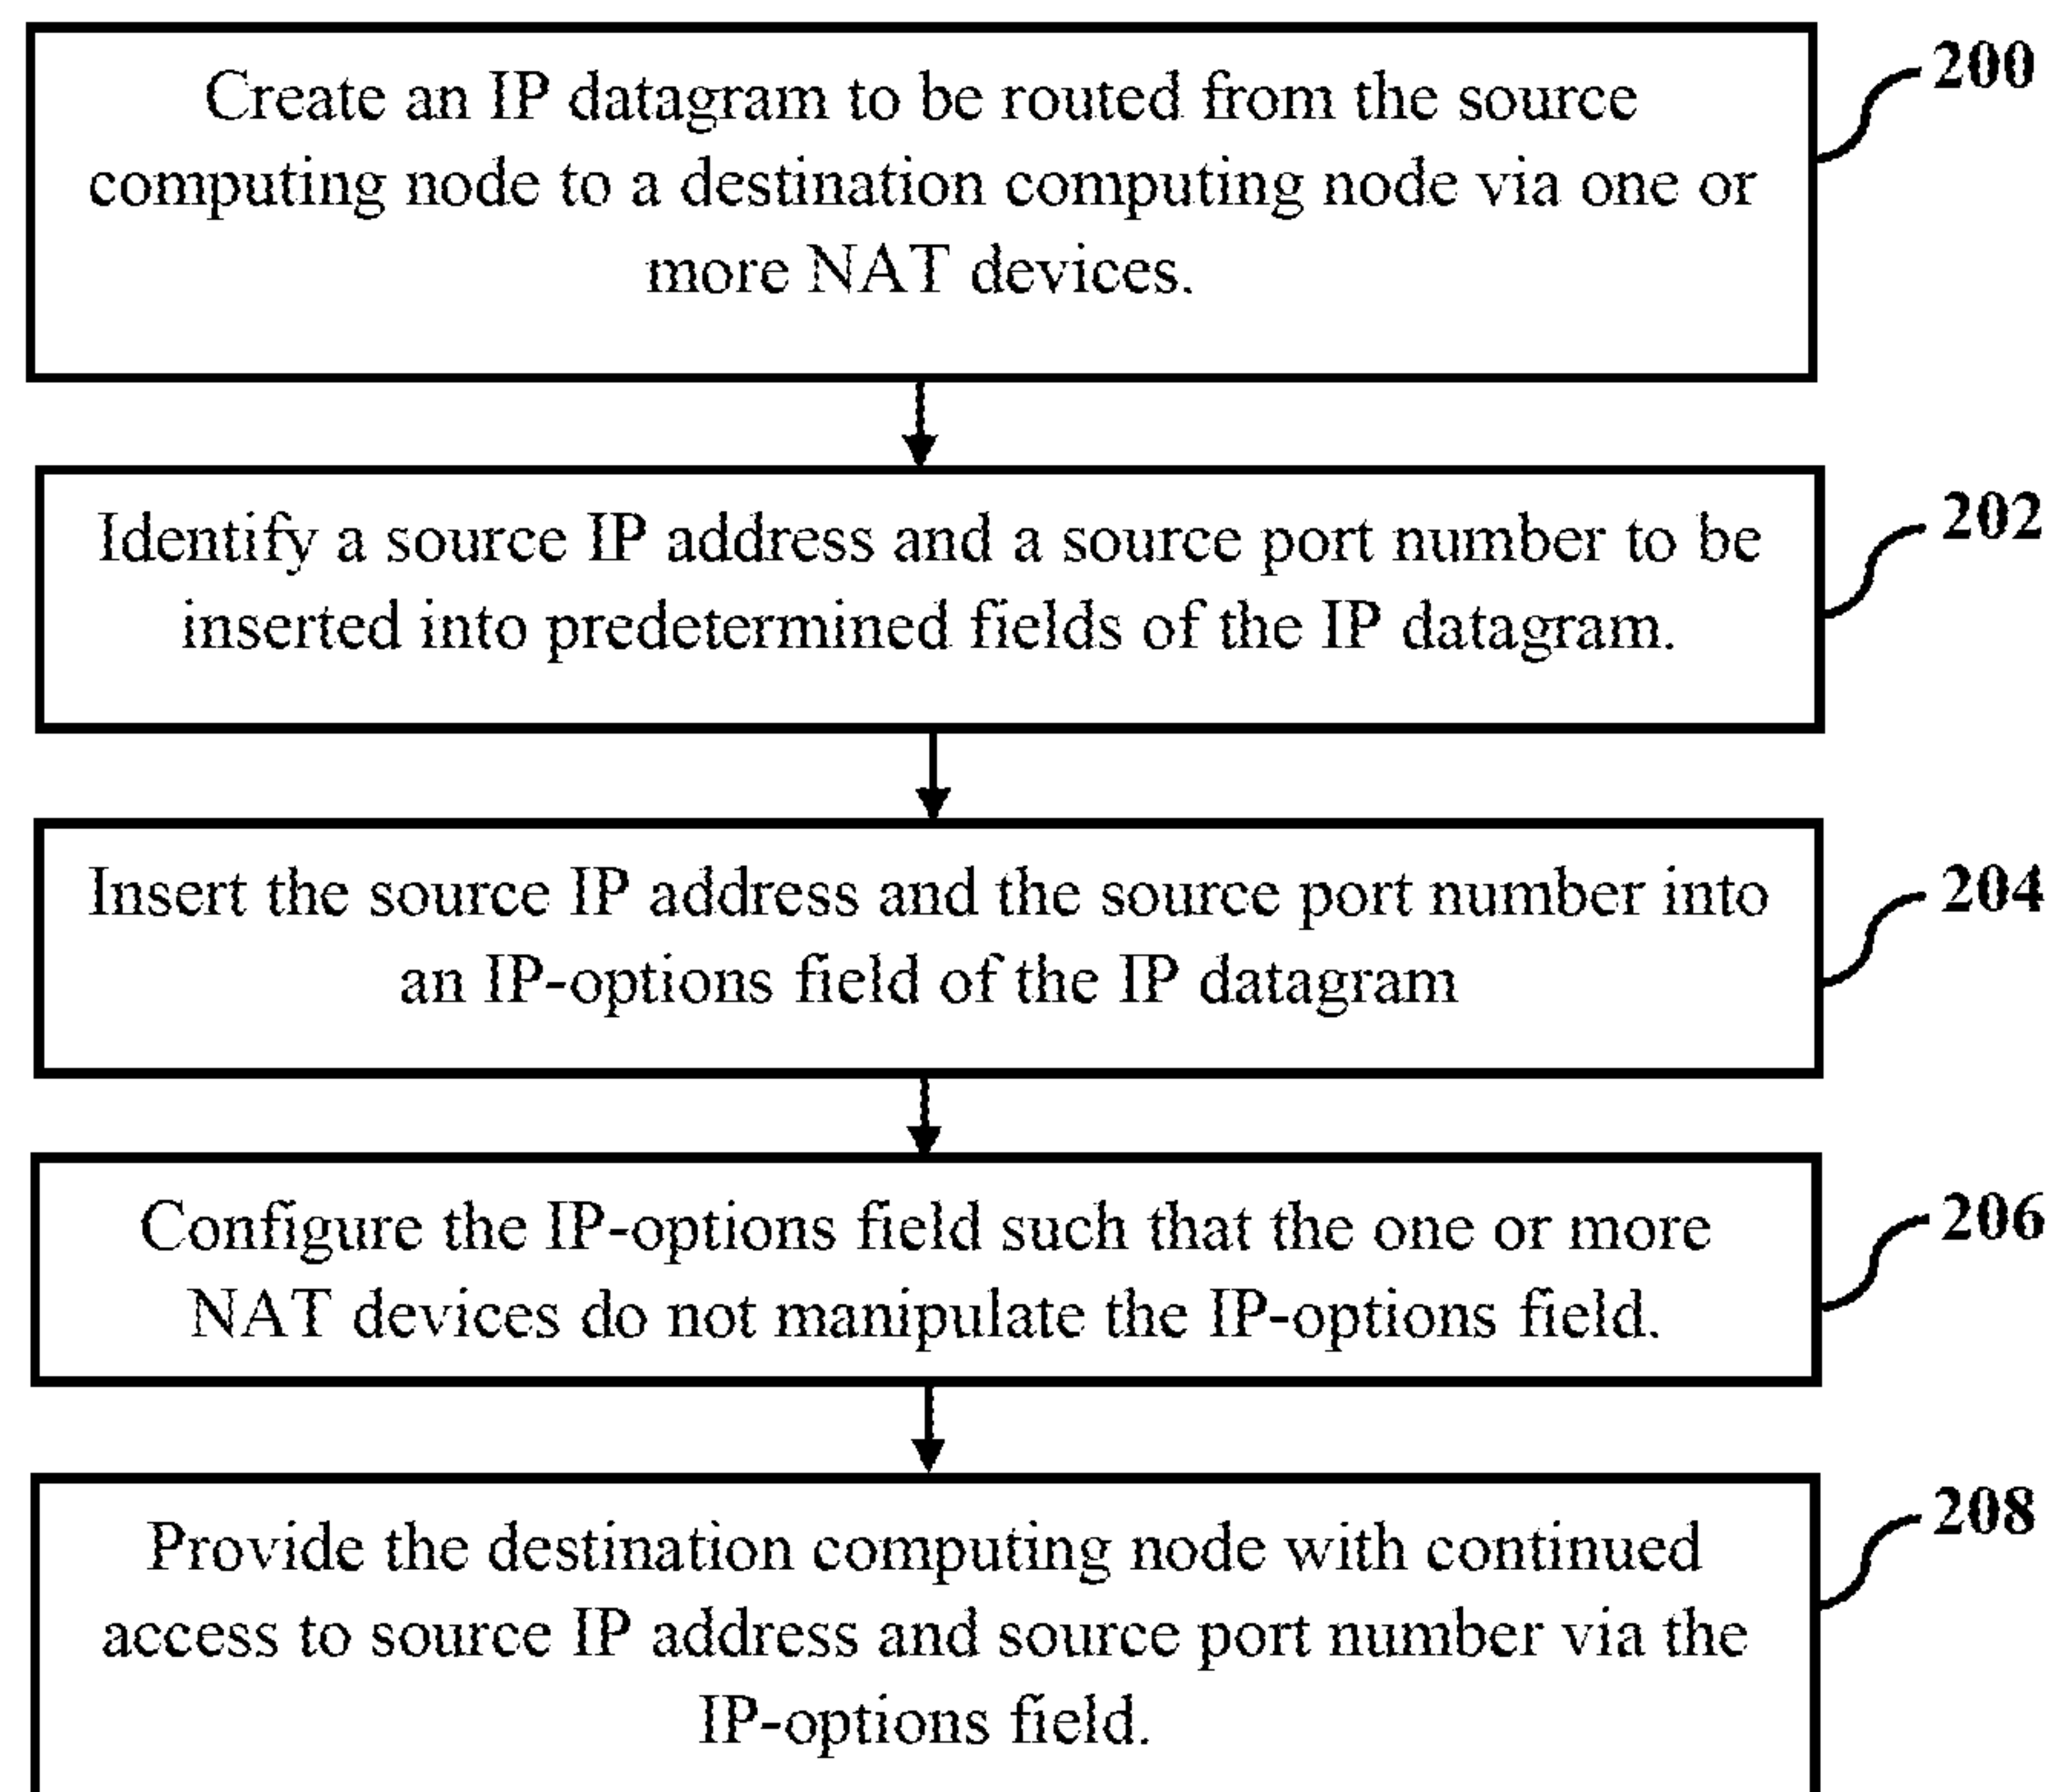 Create an IP datagram to be routed from the source
computing node to a destination computing node via one or
more NAT devices.
200
Identify a source IP address and a source port number to be
inserted into predetermined fields of the IP datagram.
202
Insert the source IP address and the source port number into
an IP-options field of the IP datagram
204
Configure the IP-options field such that the one or more
NAT devices do not manipulate the IP-options field.
206
Provide the destination computing node with continued
access to source IP address and source port number via the
IP-options field.
208